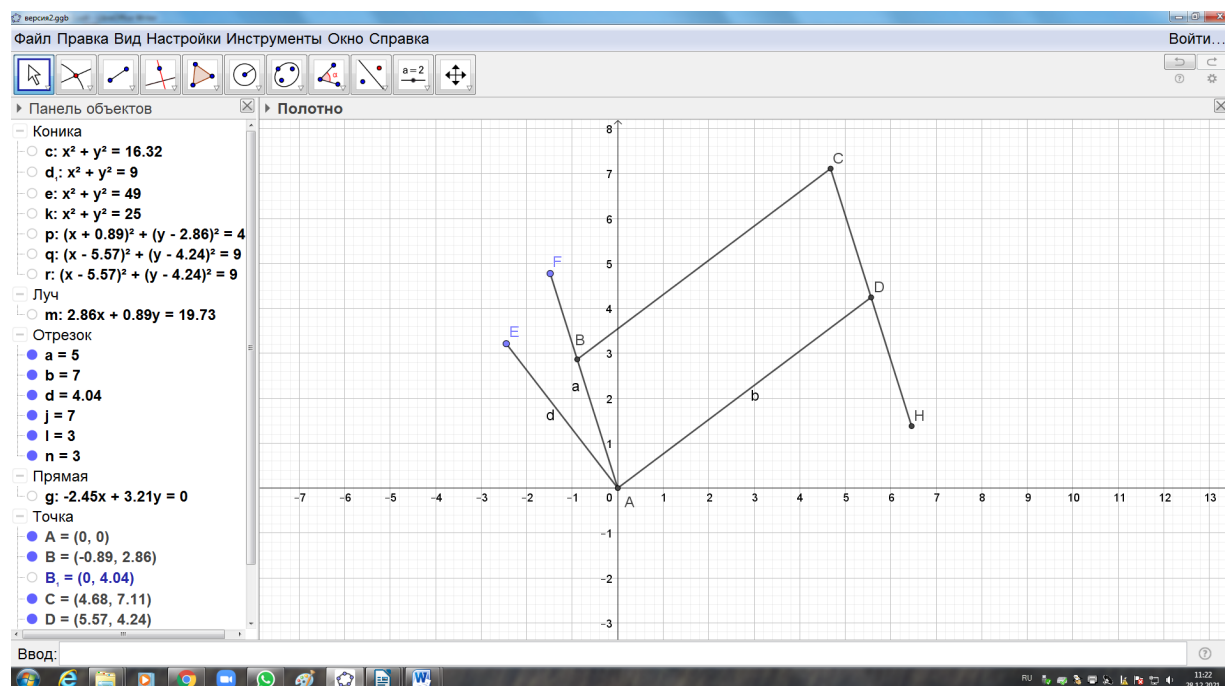 версия2.ggb
Файл Правка Вид Настройки Инструменты Окно Справка
Войти...
a=2
Панель объектов
Полотно
Коника
c: x² + y² = 16.32
d₁: x² + y² = 9
e: x² + y² = 49
k: x² + y² = 25
p: (x + 0.89)² + (y - 2.86)² = 4
q: (x - 5.57)² + (y - 4.24)² = 9
r: (x - 5.57)² + (y - 4.24)² = 9
Луч
m: 2.86x + 0.89y = 19.73
Отрезок
a = 5
b = 7
d = 4.04
j = 7
l = 3
n = 3
Прямая
g: -2.45x + 3.21y = 0
Точка
A = (0, 0)
B = (-0.89, 2.86)
B₁ = (0, 4.04)
C = (4.68, 7.11)
D = (5.57, 4.24)
8
C
7
6
F
5
D
4
E
B
3
a
b
2
d
H
1
-7 -6 -5 -4 -3 -2 -1 0 1 2 3 4 5 6 7 8 9 10 11 12 13
A
-1
-2
-3
Ввод:
RU
11:22
28.12.2021